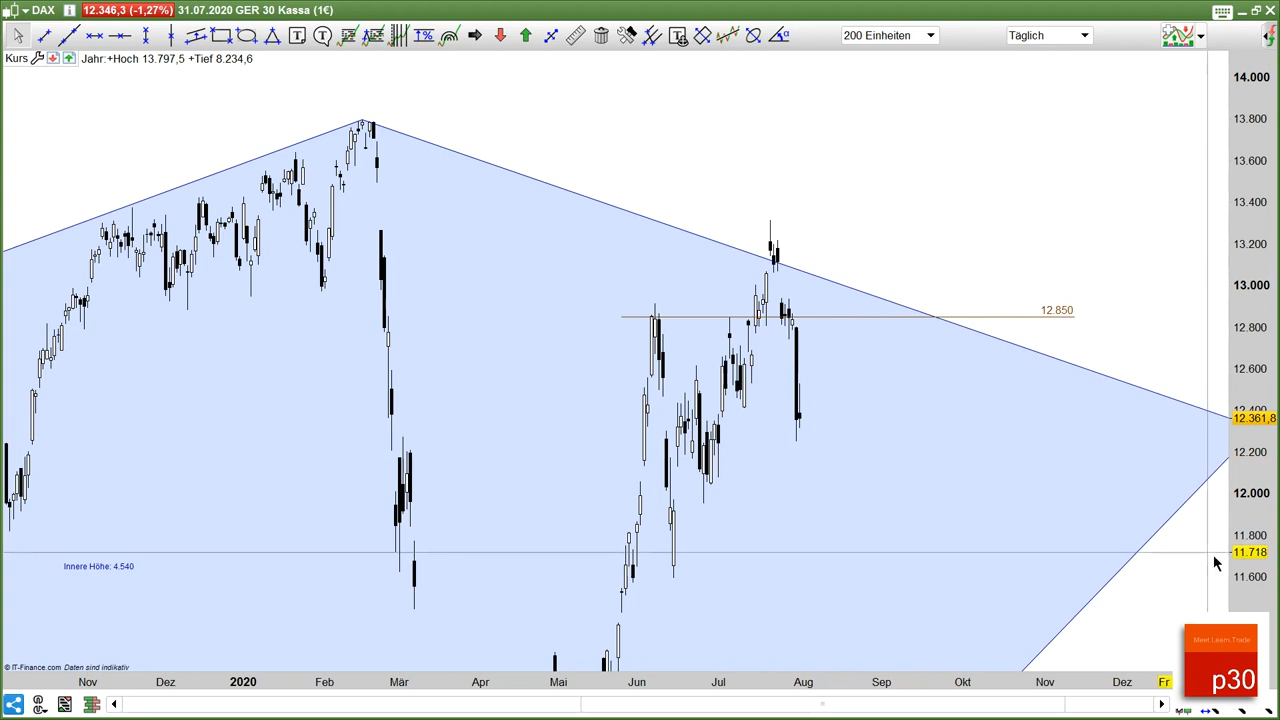 DAX 12.346,3 (-1,27%) 31.07.2020 GER 30 Kassa (1€)
200 Einheiten Täglich
Kurs Jahr:+Hoch 13.797,5 +Tief 8.234,6
14.000
13.800
13.600
13.400
13.200
13.000
12.850
12.800
12.600
12.400
12.361,8
12.200
12.000
11.800
11.718
Innere Höhe: 4.540
11.600
Meet.Learn.Trade
p30
© IT-Finance.com Daten sind indikativ
Nov Dez 2020 Feb Mär Apr Mai Jun Jul Aug Sep Okt Nov Dez Fr